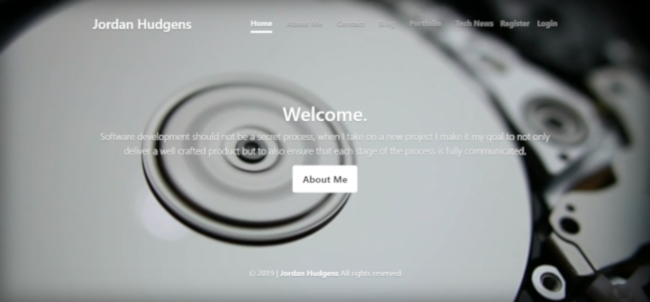 Jordan Hudgens
Home About Me Contact Blog Portfolio Tech News Register Login
Welcome.
Software development should not be a secret process, when I take on a new project I make it my goal to not only
deliver a well crafted product but to also ensure that each stage of the process is fully communicated.
About Me
© 2019 | Jordan Hudgens All rights reserved